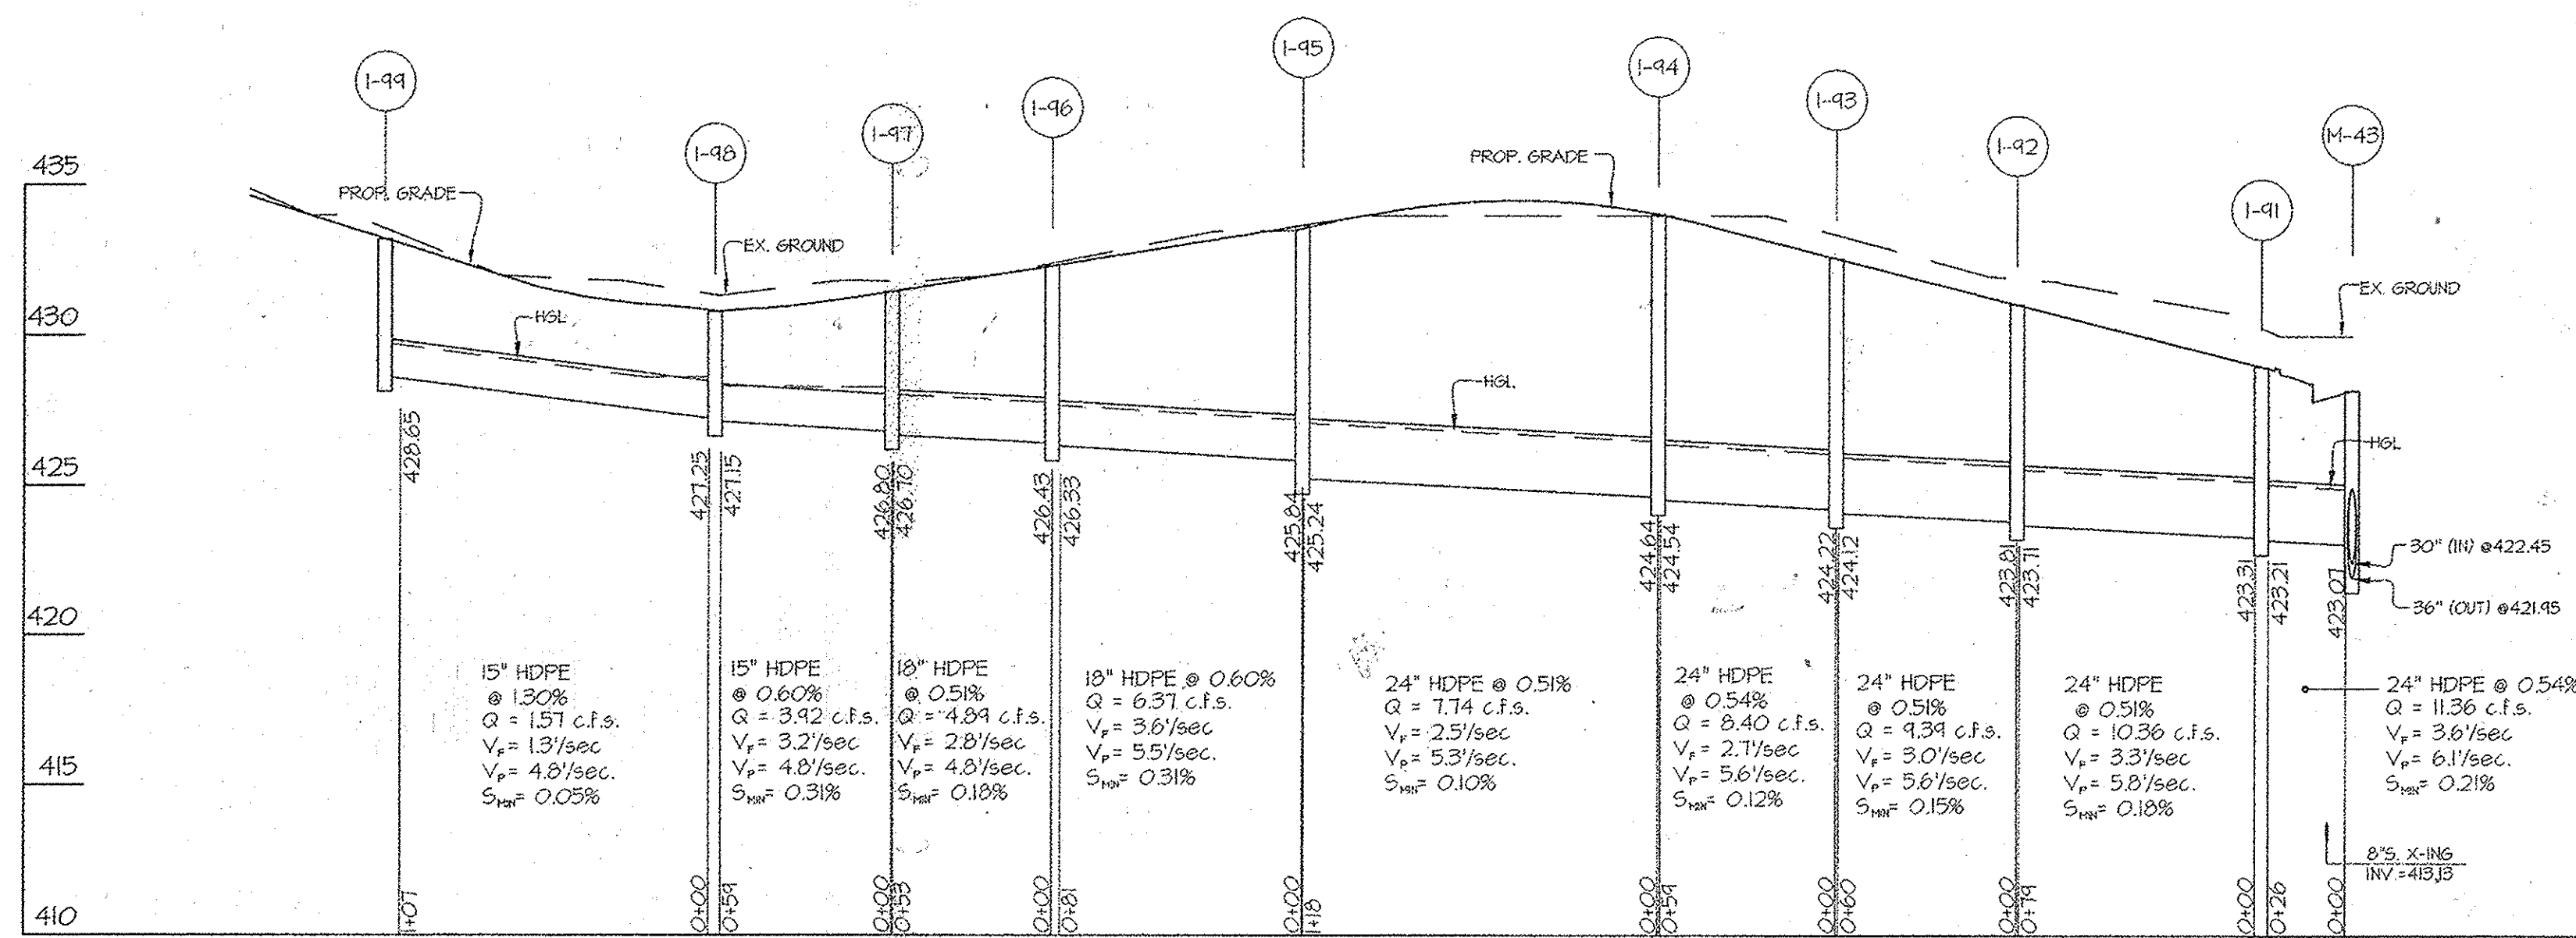 I-99
I-98
I-97
I-96
I-95
I-94
I-93
I-92
I-91
M-43
435
430
425
420
415
410
PROP. GRADE
EX. GROUND
HGL
PROP. GRADE
HGL
EX. GROUND
HGL
428.65
427.25
427.15
426.80
426.70
426.43
426.33
425.84
425.24
424.64
424.54
424.22
424.12
423.81
423.71
423.31
423.21
423.07
30" (IN) @422.45
36" (OUT) @421.95
15" HDPE
@ 1.30%
Q = 1.57 c.f.s.
VF = 1.3'/sec
VP = 4.8'/sec.
SMIN = 0.05%
15" HDPE
@ 0.60%
Q = 3.92 c.f.s.
VF = 3.2'/sec
VP = 4.8'/sec.
SMIN = 0.31%
18" HDPE
@ 0.51%
Q = 4.89 c.f.s.
VF = 2.8'/sec
VP = 4.8'/sec.
SMIN = 0.18%
18" HDPE @ 0.60%
Q = 6.37 c.f.s.
VF = 3.6'/sec
VP = 5.5'/sec.
SMIN = 0.31%
24" HDPE @ 0.51%
Q = 7.74 c.f.s.
VF = 2.5'/sec
VP = 5.3'/sec.
SMIN = 0.10%
24" HDPE
@ 0.54%
Q = 8.40 c.f.s.
VF = 2.7'/sec
VP = 5.6'/sec.
SMIN = 0.12%
24" HDPE
@ 0.51%
Q = 9.39 c.f.s.
VF = 3.0'/sec
VP = 5.6'/sec.
SMIN = 0.15%
24" HDPE
@ 0.51%
Q = 10.36 c.f.s.
VF = 3.3'/sec
VP = 5.8'/sec.
SMIN = 0.18%
24" HDPE @ 0.54%
Q = 11.36 c.f.s.
VF = 3.6'/sec
VP = 6.1'/sec.
SMIN = 0.21%
8"S. X-ING
INV.=413.13
1+07
0+00
0+59
0+00
0+53
0+00
0+81
0+00
1+18
0+00
0+59
0+00
0+60
0+00
0+79
0+00
0+26
0+00